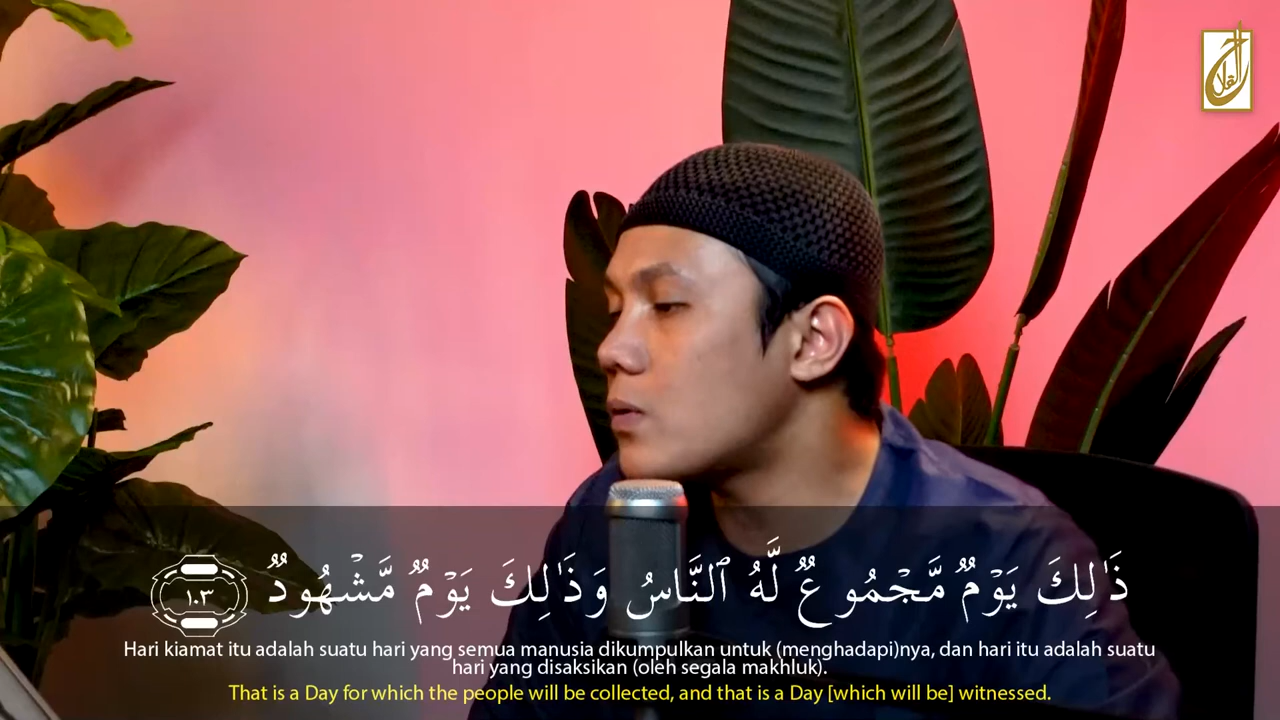 الفلاح
ذَٰلِكَ يَوْمٌ مَّجْمُوعٌ لَّهُ ٱلنَّاسُ وَذَٰلِكَ يَوْمٌ مَّشْهُودٌ ١٠٣
Hari kiamat itu adalah suatu hari yang semua manusia dikumpulkan untuk (menghadapi)nya, dan hari itu adalah suatu
hari yang disaksikan (oleh segala makhluk).
That is a Day for which the people will be collected, and that is a Day [which will be] witnessed.